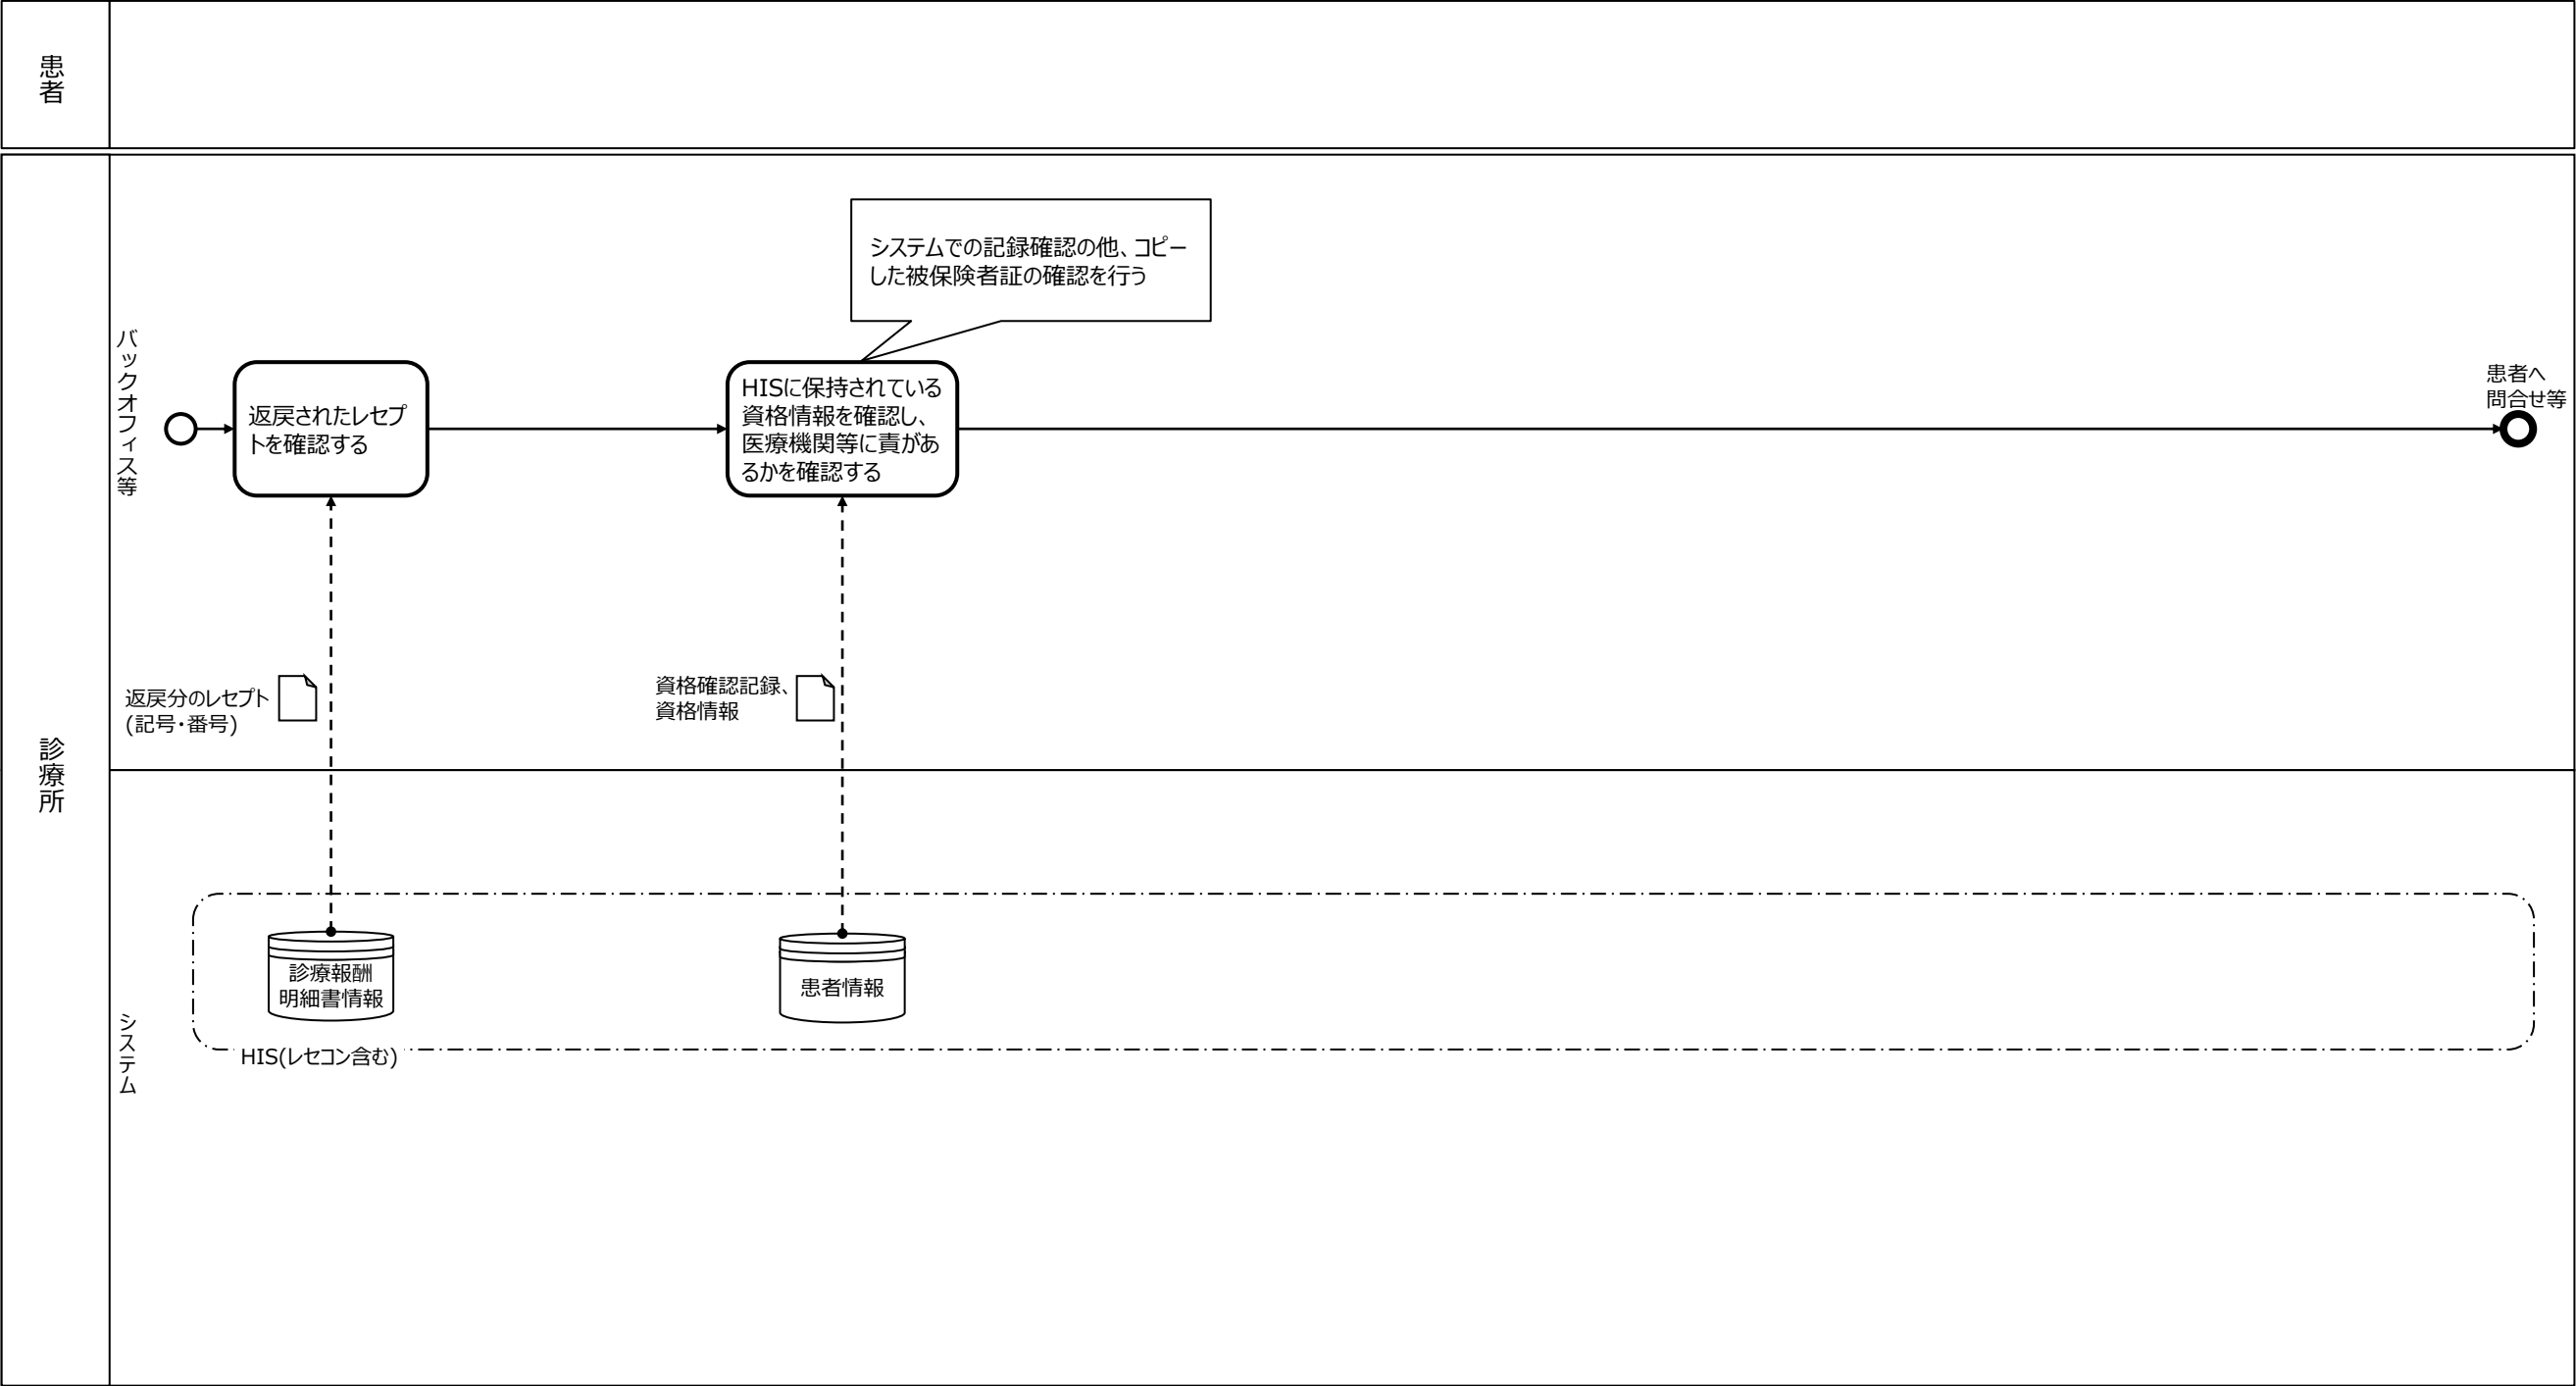 患者
診療所
バックオフィス等
システムでの記録確認の他、コピー
した被保険者証の確認を行う
返戻されたレセプ
トを確認する
HISに保持されている
資格情報を確認し、
医療機関等に責があ
るかを確認する
患者へ
問合せ等
返戻分のレセプト
(記号・番号)
資格確認記録、
資格情報
システム
診療報酬
明細書情報
患者情報
HIS(レセコン含む)